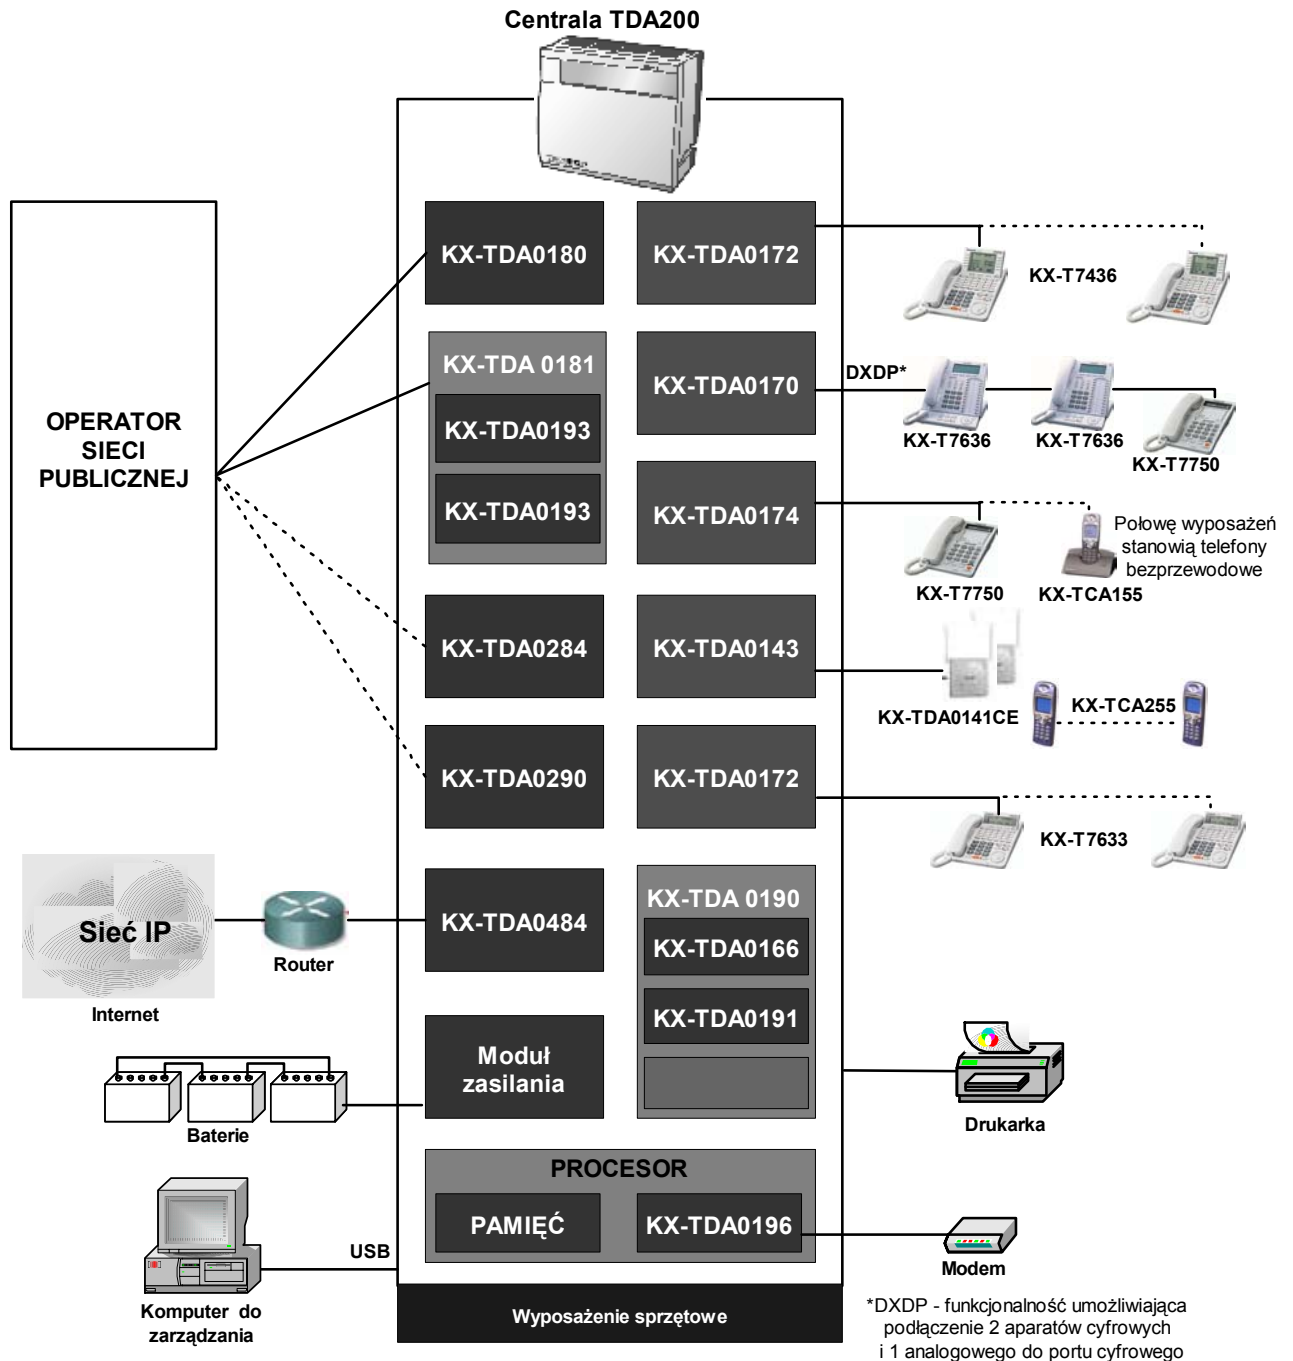 Centrala TDA200
OPERATOR
SIECI
PUBLICZNEJ
KX-TDA0180
KX-TDA0172
KX-T7436
KX-TDA 0181
KX-TDA0193
KX-TDA0193
KX-TDA0170
DXDP*
KX-T7636
KX-T7636
KX-T7750
KX-TDA0174
KX-T7750
KX-TCA155
Połowę wyposażeń
stanowią telefony
bezprzewodowe
KX-TDA0284
KX-TDA0143
KX-TDA0141CE
KX-TCA255
KX-TDA0290
KX-TDA0172
KX-T7633
Sieć IP
Internet
Router
KX-TDA0484
KX-TDA 0190
KX-TDA0166
KX-TDA0191
Moduł
zasilania
Baterie
Drukarka
PROCESOR
PAMIĘĆ
KX-TDA0196
Modem
USB
Komputer do
zarządzania
Wyposażenie sprzętowe
*DXDP - funkcjonalność umożliwiająca
podłączenie 2 aparatów cyfrowych
i 1 analogowego do portu cyfrowego